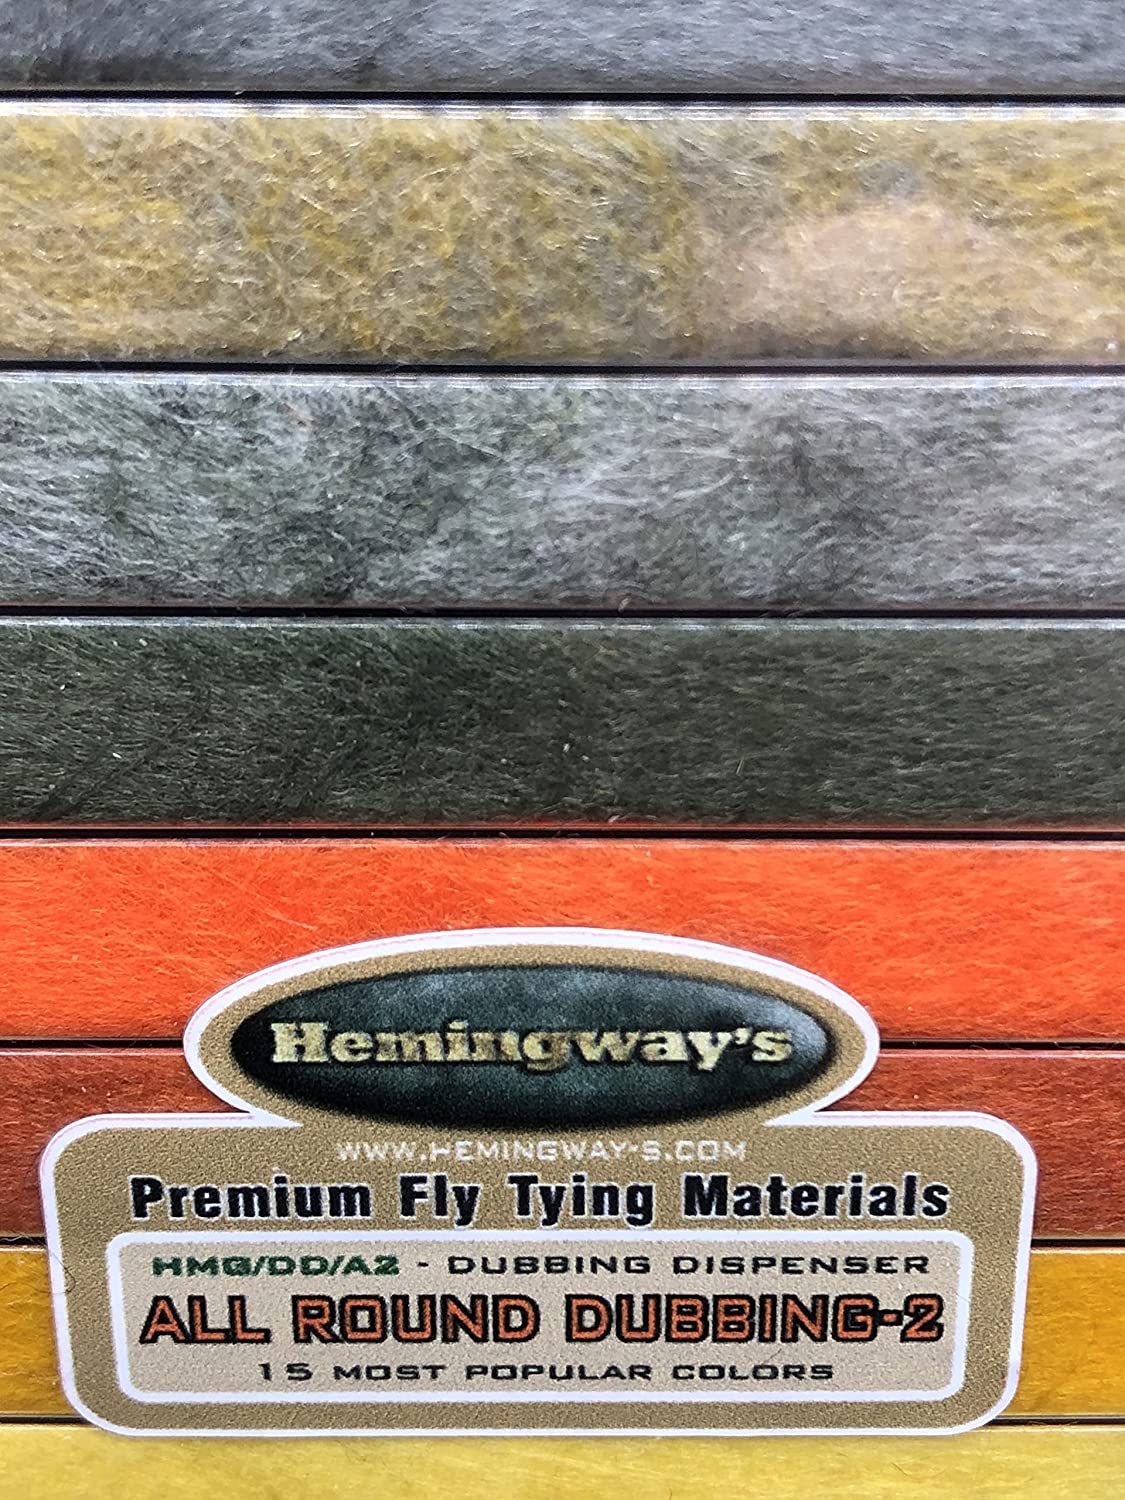 Hemingway's
WWW.HEMINGWAY-S.COM
Premium Fly Tying Materials
HMG/DD/A2 - DUBBING DISPENSER
ALL ROUND DUBBING-2
15 MOST POPULAR COLORS